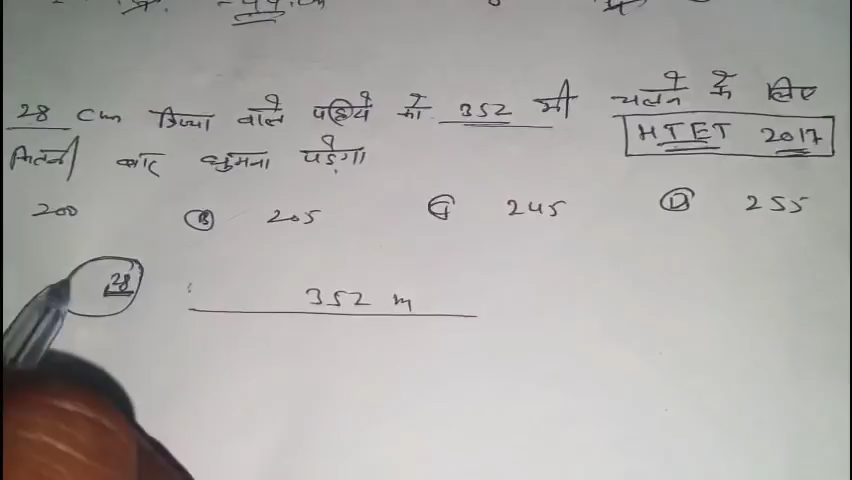 28 cm त्रिज्या वाले पहिये को 352 मी चलने के लिए
कितनी बार घुमना पड़ेगा
HTET 2017
200 (B) 205 (C) 245 (D) 255
28
352 m